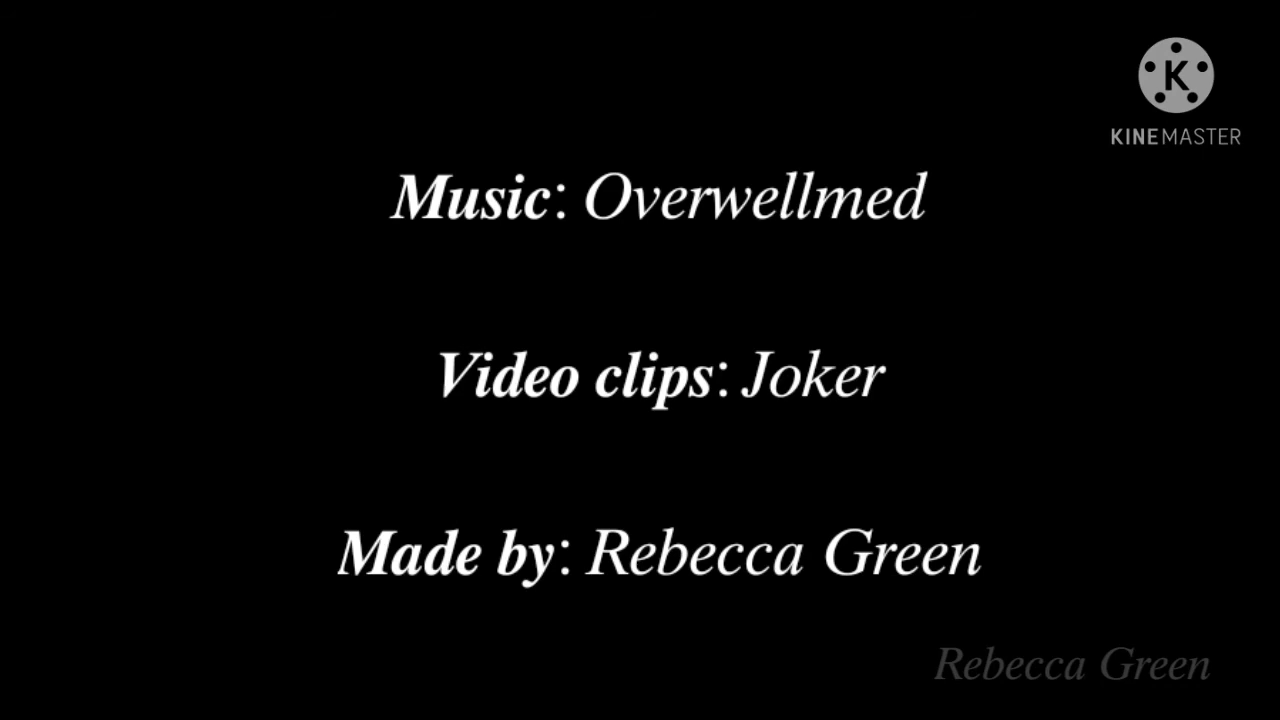 K
KINEMASTER
Music: Overwellmed
Video clips: Joker
Made by: Rebecca Green
Rebecca Green